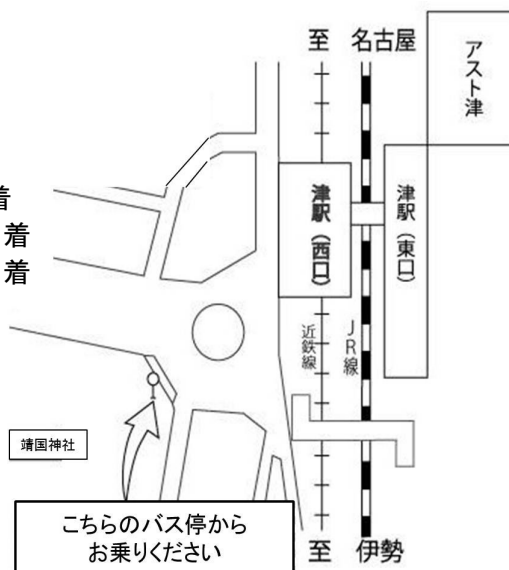 至 名古屋
アスト津
着
着
着
津駅（西口）
津駅（東口）
近鉄線
JR線
靖国神社
こちらのバス停から
お乗りください
至 伊勢